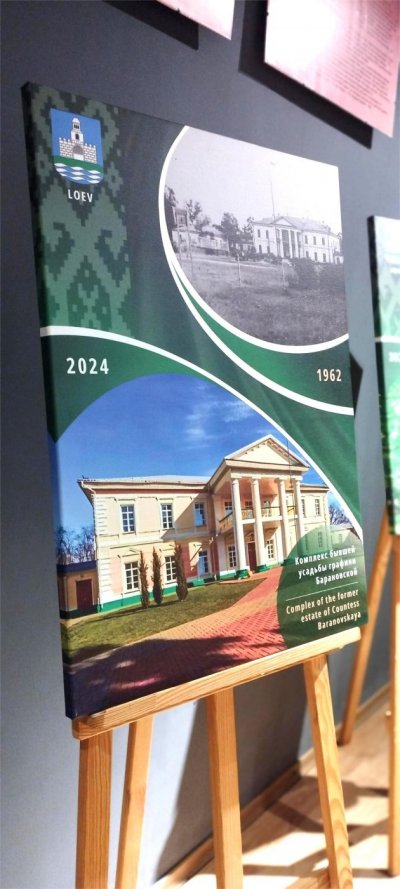 LOEV
2024
1962
Комплекс бывшей
усадьбы графини
Барановской
Complex of the former
estate of Countess
Baranovskaya